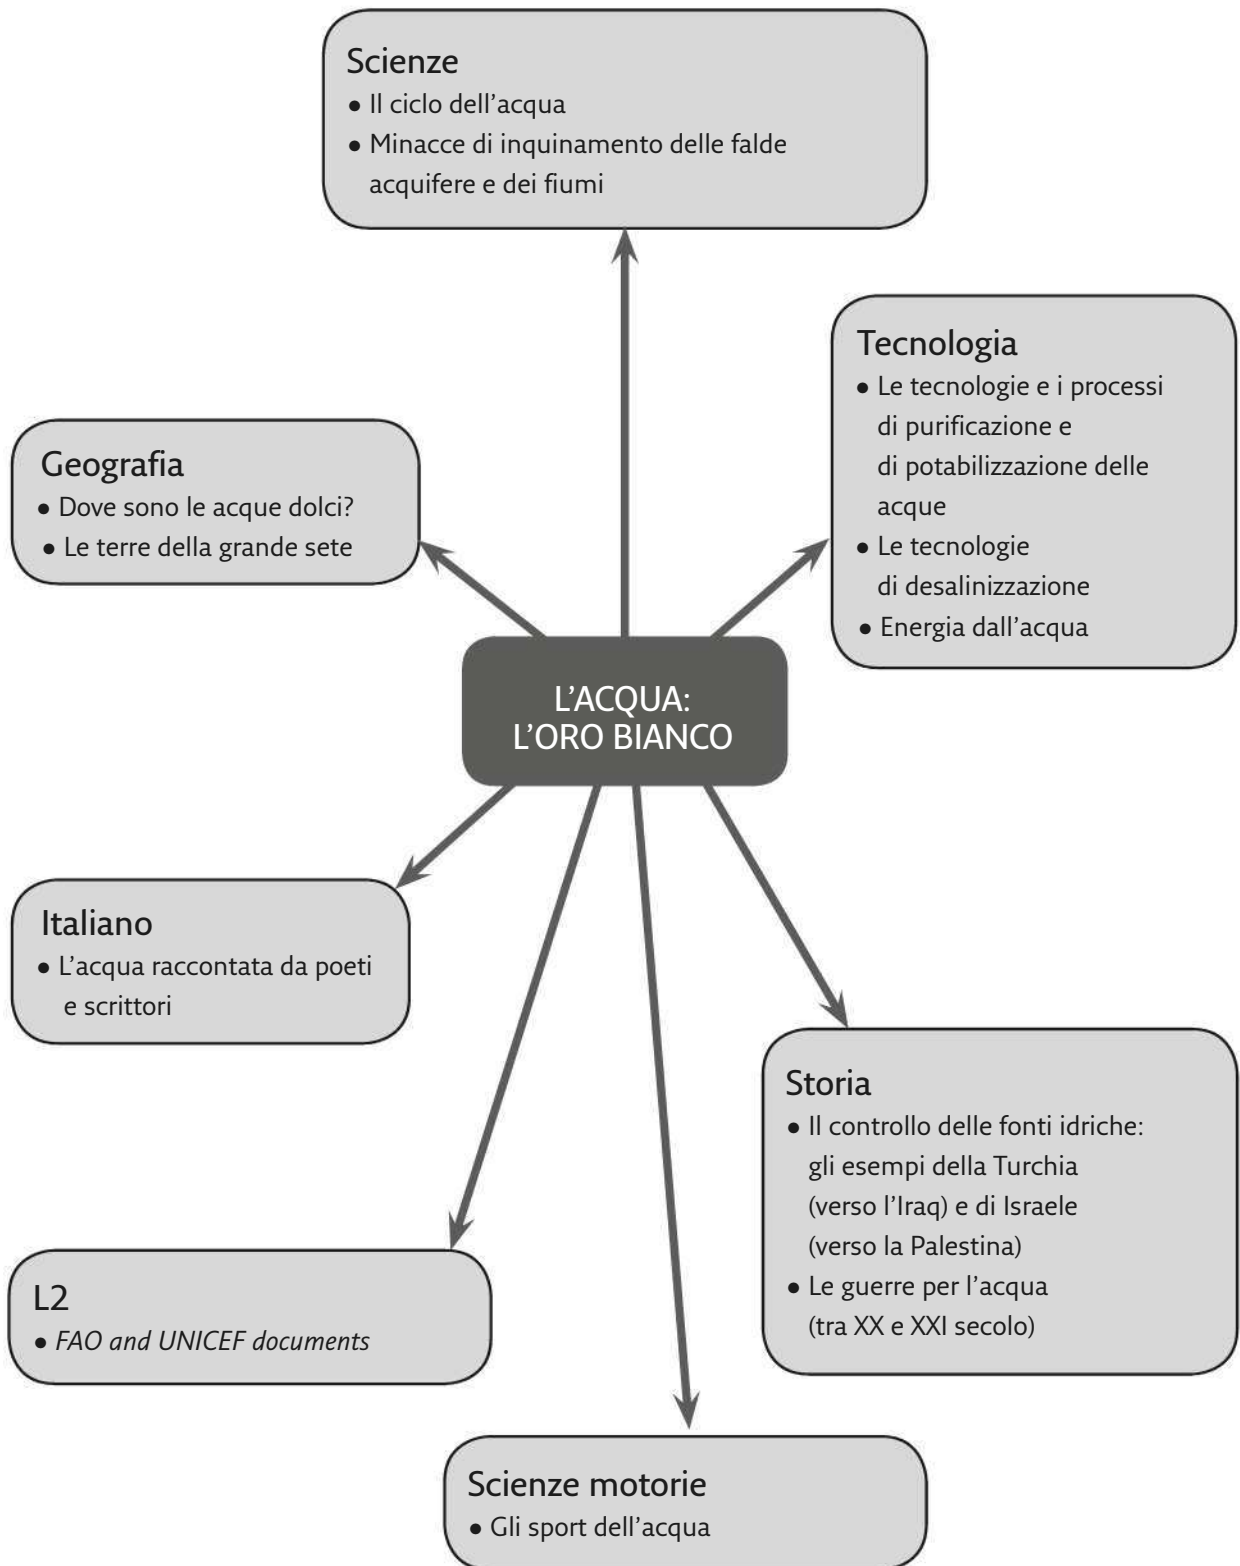 Scienze
• Il ciclo dell'acqua
• Minacce di inquinamento delle falde
acquifere e dei fiumi
Tecnologia
• Le tecnologie e i processi
di purificazione e
di potabilizzazione delle
acque
• Le tecnologie
di desalinizzazione
• Energia dall'acqua
Geografia
• Dove sono le acque dolci?
• Le terre della grande sete
L'ACQUA:
L'ORO BIANCO
Italiano
• L'acqua raccontata da poeti
e scrittori
Storia
• Il controllo delle fonti idriche:
gli esempi della Turchia
(verso l'Iraq) e di Israele
(verso la Palestina)
• Le guerre per l'acqua
(tra XX e XXI secolo)
L2
• FAO and UNICEF documents
Scienze motorie
• Gli sport dell'acqua